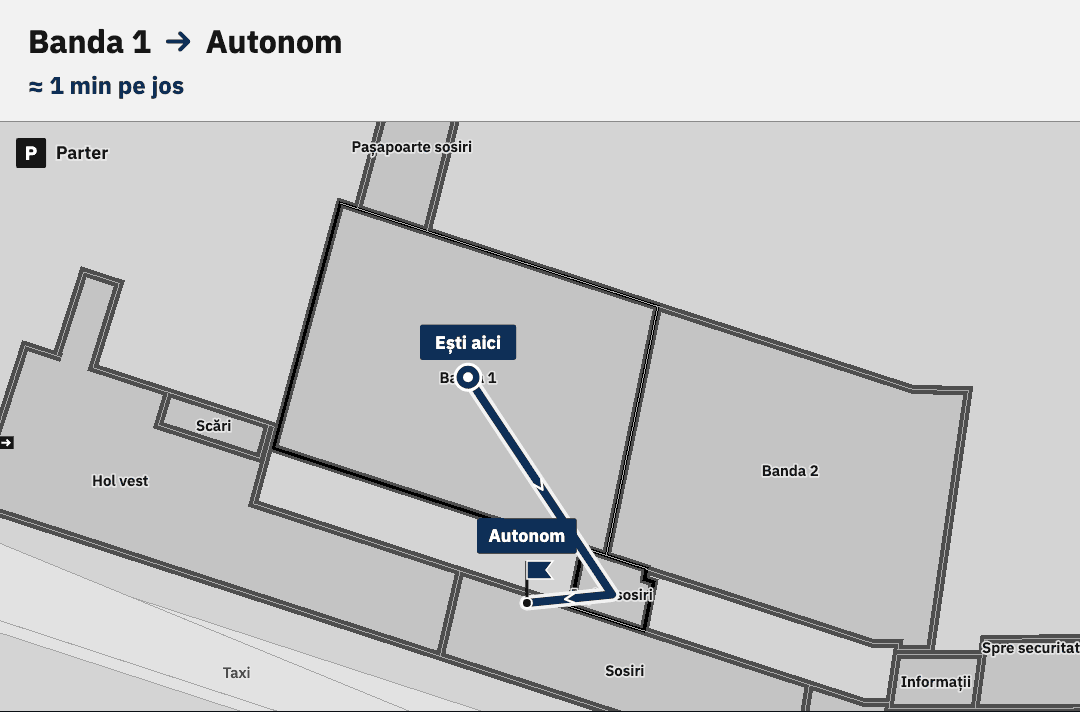 Banda 1 → Autonom
≈ 1 min pe jos
P Parter
Pașapoarte sosiri
Ești aici
Scări
Banda 2
Hol vest
Autonom
sosiri
Spre securitat
Sosiri
Taxi
Informații